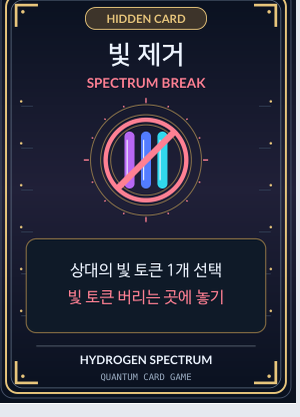 HIDDEN CARD
빛 제거
SPECTRUM BREAK
상대의 빛 토큰 1개 선택
빛 토큰 버리는 곳에 놓기
HYDROGEN SPECTRUM
QUANTUM CARD GAME